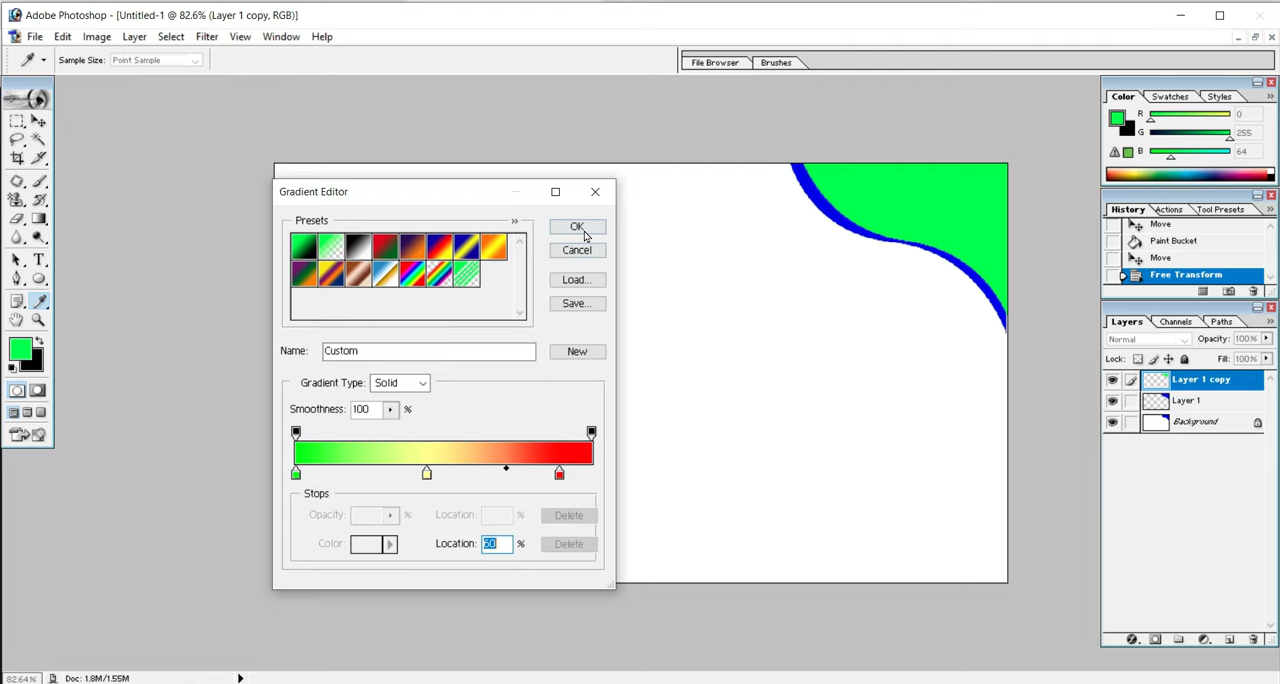 Adobe Photoshop - [Untitled-1 @ 82.6% (Layer 1 copy, RGB)]
File Edit Image Layer Select Filter View Window Help
Sample Size: Point Sample
File Browser Brushes
Color Swatches Styles
R 0
G 255
B 64
Gradient Editor
Presets
OK
Cancel
Load...
Save...
Name: Custom New
Gradient Type: Solid
Smoothness: 100 %
Stops
Opacity: % Location: % Delete
Color: Location: 60 % Delete
History Actions Tool Presets
Move
Paint Bucket
Move
Free Transform
Layers Channels Paths
Normal Opacity: 100%
Lock: Fill: 100%
Layer 1 copy
Layer 1
Background
82.64% Doc: 1.8M/1.55M